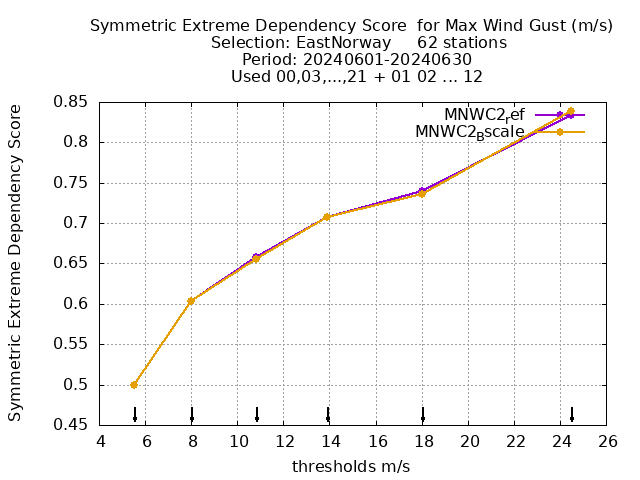 Symmetric Extreme Dependency Score  for Max Wind Gust (m/s)
Selection: EastNorway     62 stations
Period: 20240601-20240630
Used 00,03,...,21 + 01 02 ... 12
Symmetric Extreme Dependency Score
0.85
0.8
0.75
0.7
0.65
0.6
0.55
0.5
0.45
MNWC2ref
MNWC2Bscale
4 6 8 10 12 14 16 18 20 22 24 26
thresholds m/s